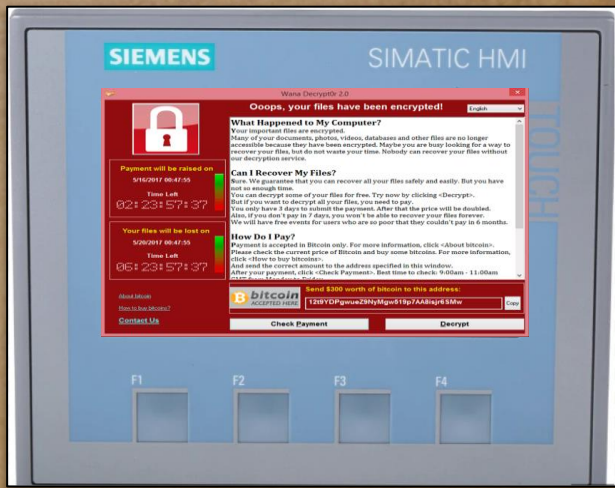 SIEMENS
SIMATIC HMI
TOUCH
Wana Decrypt0r 2.0
Ooops, your files have been encrypted!
English
What Happened to My Computer?
Your important files are encrypted.
Many of your documents, photos, videos, databases and other files are no longer
accessible because they have been encrypted. Maybe you are busy looking for a way to
recover your files, but do not waste your time. Nobody can recover your files without
our decryption service.
Can I Recover My Files?
Sure. We guarantee that you can recover all your files safely and easily. But you have
not so enough time.
You can decrypt some of your files for free. Try now by clicking <Decrypt>.
But if you want to decrypt all your files, you need to pay.
You only have 3 days to submit the payment. After that the price will be doubled.
Also, if you don't pay in 7 days, you won't be able to recover your files forever.
We will have free events for users who are so poor that they couldn't pay in 6 months.
How Do I Pay?
Payment is accepted in Bitcoin only. For more information, click <About bitcoin>.
Please check the current price of Bitcoin and buy some bitcoins. For more information,
click <How to buy bitcoins>.
And send the correct amount to the address specified in this window.
After your payment, click <Check Payment>. Best time to check: 9:00am - 11:00am
GMT from Monday to Friday
Payment will be raised on
5/16/2017 00:47:55
Time Left
02:23:57:37
Your files will be lost on
5/20/2017 00:47:55
Time Left
06:23:57:37
About bitcoin
How to buy bitcoins?
Contact Us
bitcoin
ACCEPTED HERE
Send $300 worth of bitcoin to this address:
12t9YDPgwueZ9NyMgw519p7AA8isjr6SMw
Copy
Check Payment
Decrypt
F1
F2
F3
F4